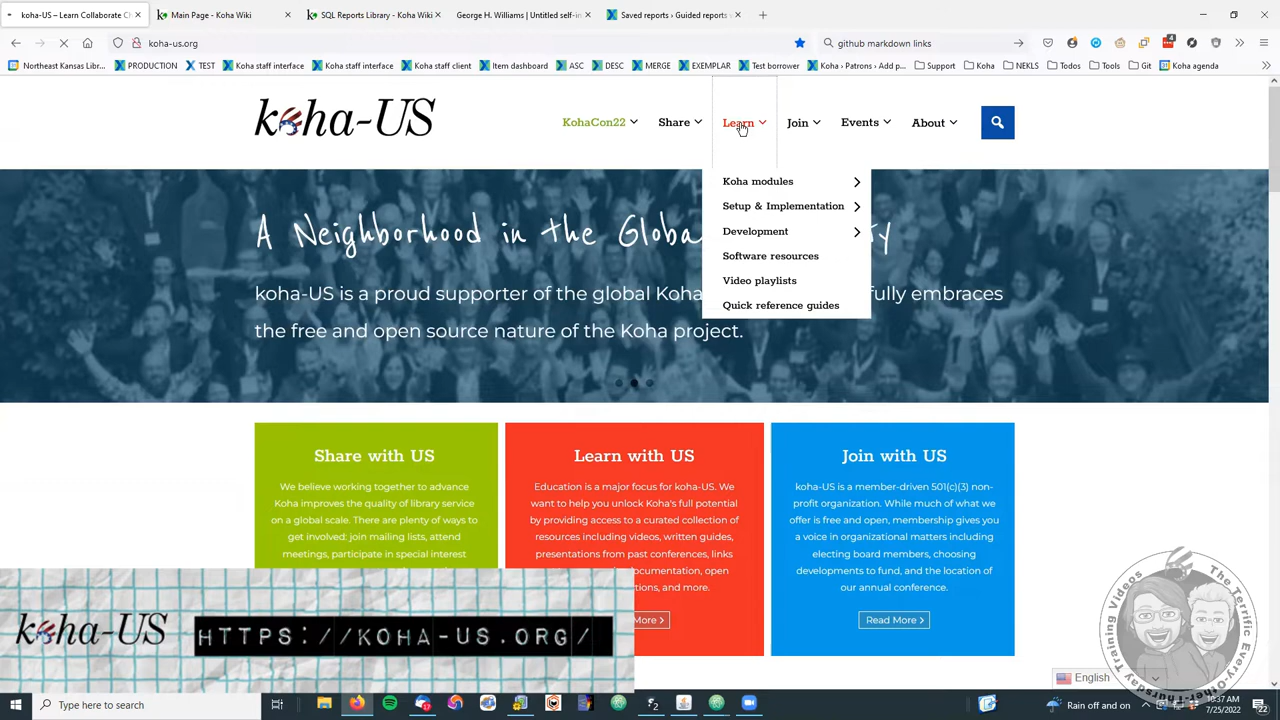 koha-US – Learn Collaborate C
Main Page - Koha Wiki
SQL Reports Library - Koha Wiki
George H. Williams | Untitled self-in
Saved reports › Guided reports
koha-us.org
github markdown links
Northeast Kansas Libr...
PRODUCTION
TEST
Koha staff interface
Koha staff interface
Koha staff client
Item dashboard
ASC
DESC
MERGE
EXEMPLAR
Test borrower
Koha › Patrons › Add p...
Support
Koha
NEKLS
Todos
Tools
Git
Koha agenda
koha-US
KohaCon22
Share
Learn
Join
Events
About
Koha modules
Setup & Implementation
Development
Software resources
Video playlists
Quick reference guides
A Neighborhood in the Globa
koha-US is a proud supporter of the global Koha
fully embraces
the free and open source nature of the Koha project.
Share with US
We believe working together to advance
Koha improves the quality of library service
on a global scale. There are plenty of ways to
get involved: join mailing lists, attend
meetings, participate in special interest
Learn with US
Education is a major focus for koha-US. We
want to help you unlock Koha's full potential
by providing access to a curated collection of
resources including videos, written guides,
presentations from past conferences, links
documentation, open
and more.
More
Join with US
koha-US is a member-driven 501(c)(3) non-
profit organization. While much of what we
offer is free and open, membership gives you
a voice in organizational matters including
electing board members, choosing
developments to fund, and the location of
our annual conference.
Read More
koha-US
HTTPS://KOHA-US.ORG/
The Terrific Every-Other-Thursday Training Videos
English
Type here to search
Rain off and on
10:37 AM
7/25/2022
22